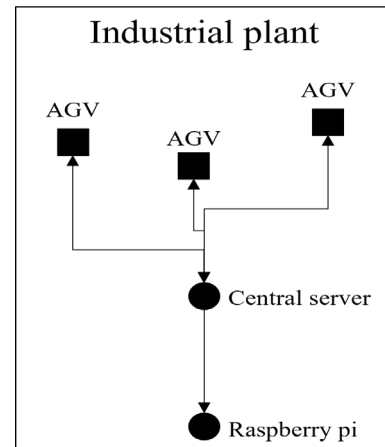 Industrial plant
AGV
AGV
AGV
Central server
Raspberry pi